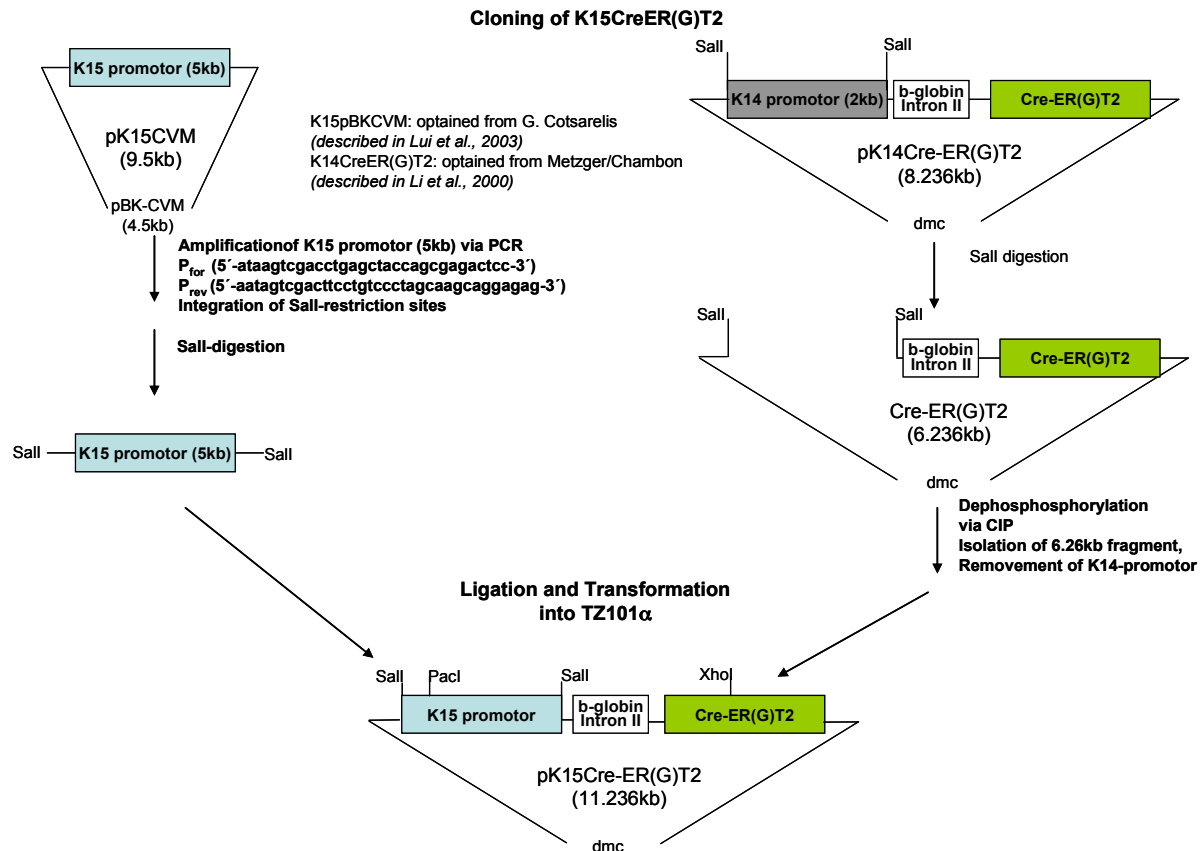 Cloning of K15CreER(G)T2
K15 promotor (5kb)
pK15CVM
(9.5kb)
pBK-CVM
(4.5kb)
K15pBKCVM: optained from G. Cotsarelis
(described in Lui et al., 2003)
K14CreER(G)T2: optained from Metzger/Chambon
(described in Li et al., 2000)
SalI
SalI
K14 promotor (2kb)
b-globin
Intron II
Cre-ER(G)T2
pK14Cre-ER(G)T2
(8.236kb)
dmc
Amplificationof K15 promotor (5kb) via PCR
Pfor (5´-ataagtcgacctgagctaccagcgagactcc-3´)
Prev (5´-aatagtcgacttcctgtccctagcaagcaggagag-3´)
Integration of SalI-restriction sites
SalI-digestion
SalI digestion
SalI
SalI
b-globin
Intron II
Cre-ER(G)T2
Cre-ER(G)T2
(6.236kb)
dmc
SalI
K15 promotor (5kb)
SalI
Dephosphosphorylation
via CIP
Isolation of 6.26kb fragment,
Removement of K14-promotor
Ligation and Transformation
into TZ101α
SalI
PacI
SalI
XhoI
K15 promotor
b-globin
Intron II
Cre-ER(G)T2
pK15Cre-ER(G)T2
(11.236kb)
dmc